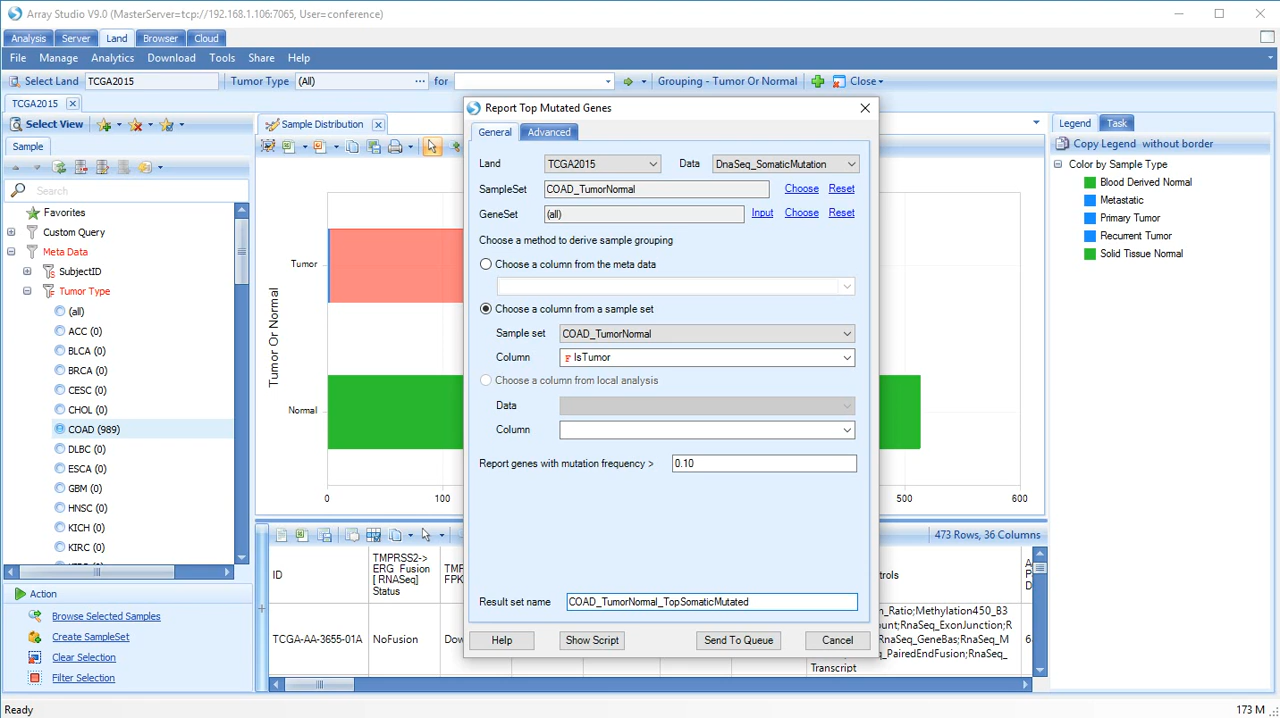 Array Studio V9.0 (MasterServer=tcp://192.168.1.106:7065, User=conference)
Analysis Server Land Browser Cloud
File Manage Analytics Download Tools Share Help
Select Land TCGA2015 Tumor Type (All) ... for Grouping - Tumor Or Normal Close
TCGA2015
Select View
Sample
Search
Favorites
Custom Query
Meta Data
SubjectID
Tumor Type
(all)
ACC (0)
BLCA (0)
BRCA (0)
CESC (0)
CHOL (0)
COAD (989)
DLBC (0)
ESCA (0)
GBM (0)
HNSC (0)
KICH (0)
KIRC (0)
Action
Browse Selected Samples
Create SampleSet
Clear Selection
Filter Selection
Sample Distribution
Tumor Or Normal
Tumor
Normal
0 100 500 600
Report Top Mutated Genes
General Advanced
Land TCGA2015 Data DnaSeq_SomaticMutation
SampleSet COAD_TumorNormal Choose Reset
GeneSet (all) Input Choose Reset
Choose a method to derive sample grouping
Choose a column from the meta data
Choose a column from a sample set
Sample set COAD_TumorNormal
Column IsTumor
Choose a column from local analysis
Data
Column
Report genes with mutation frequency > 0.10
Result set name COAD_TumorNormal_TopSomaticMutated
Help Show Script Send To Queue Cancel
Legend Task
Copy Legend without border
Color by Sample Type
Blood Derived Normal
Metastatic
Primary Tumor
Recurrent Tumor
Solid Tissue Normal
473 Rows, 36 Columns
ID
TMPRSS2->
ERG Fusion
[RNASeq]
Status
TCGA-AA-3655-01A NoFusion
n_Ratio;Methylation450_B3
ount;RnaSeq_ExonJunction;R
_RnaSeq_GeneBas;RnaSeq_M
_PairedEndFusion;RnaSeq_
Transcript
Ready 173 M